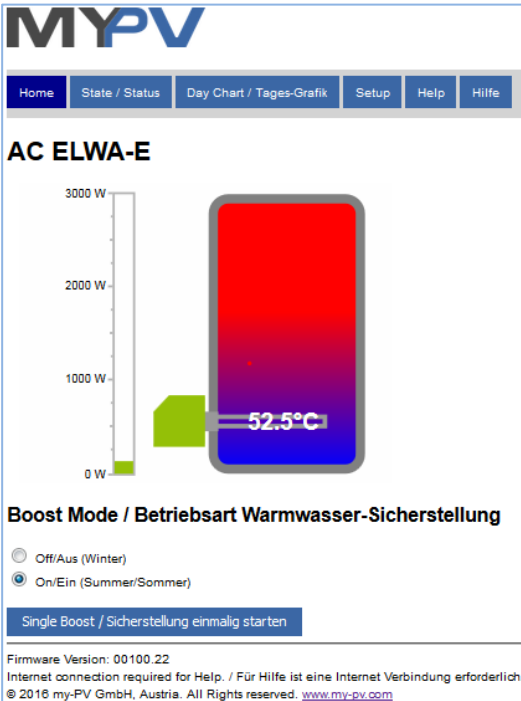 MYPV
Home State / Status Day Chart / Tages-Grafik Setup Help Hilfe
AC ELWA-E
3000 W
2000 W
1000 W
52.5°C
0 W
Boost Mode / Betriebsart Warmwasser-Sicherstellung
Off/Aus (Winter)
On/Ein (Summer/Sommer)
Single Boost / Sicherstellung einmalig starten
Firmware Version: 00100.22
Internet connection required for Help. / Für Hilfe ist eine Internet Verbindung erforderlich
© 2016 my-PV GmbH, Austria. All Rights reserved. www.my-pv.com